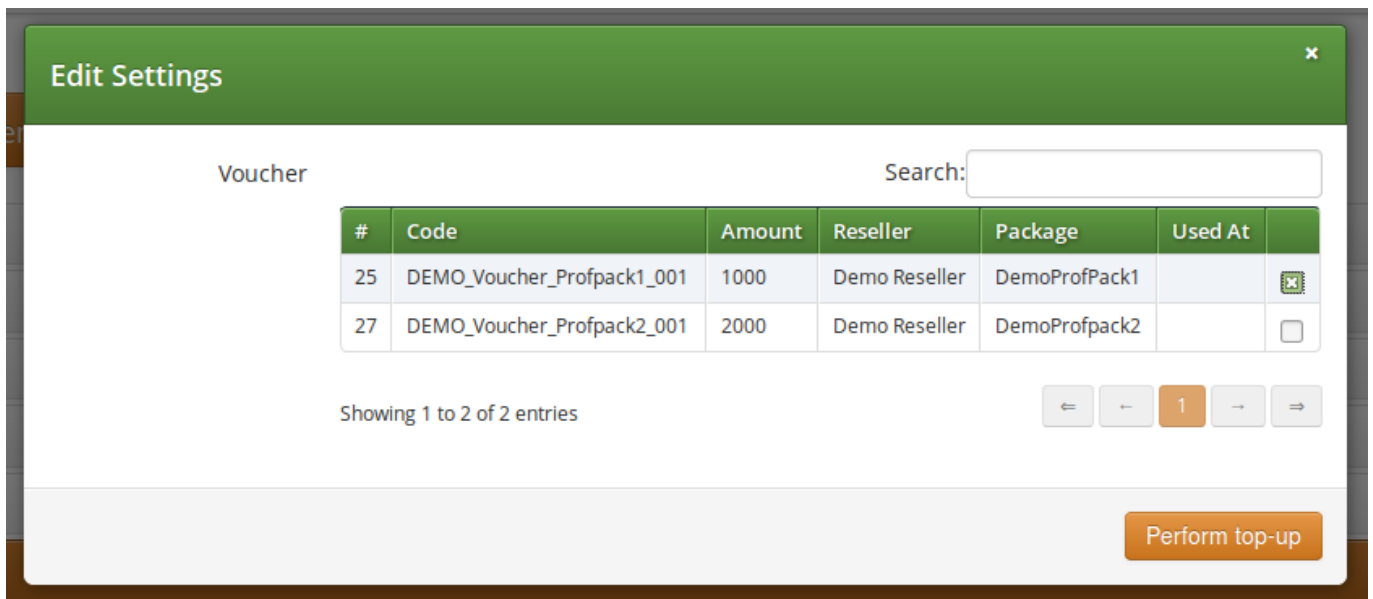 Edit Settings
Voucher
Search:
# Code Amount Reseller Package Used At
25 DEMO_Voucher_Profpack1_001 1000 Demo Reseller DemoProfPack1
27 DEMO_Voucher_Profpack2_001 2000 Demo Reseller DemoProfpack2
Showing 1 to 2 of 2 entries
⇐ ← 1 → ⇒
Perform top-up